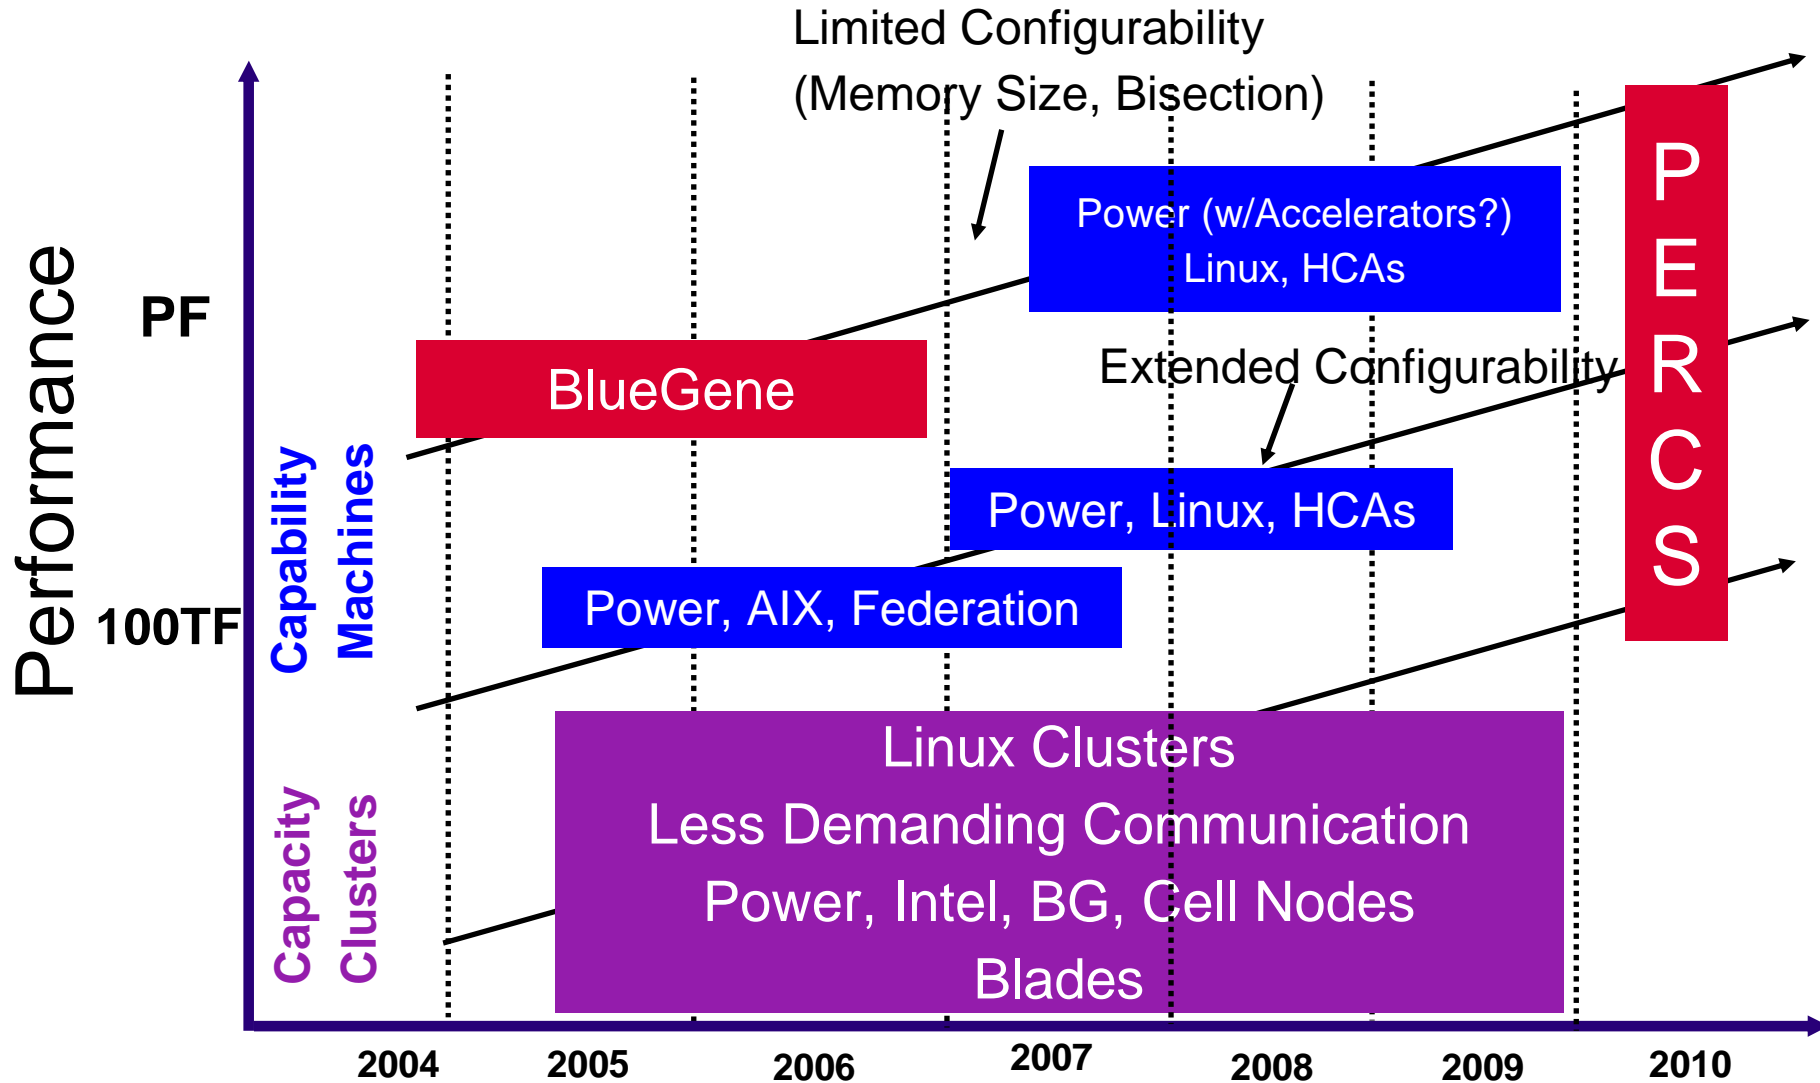 Limited Configurability
(Memory Size, Bisection)
Performance
PF
100TF
Capability
Machines
Capacity
Clusters
Power (w/Accelerators?)
Linux, HCAs
BlueGene
Extended Configurability
Power, Linux, HCAs
Power, AIX, Federation
Linux Clusters
Less Demanding Communication
Power, Intel, BG, Cell Nodes
Blades
P
E
R
C
S
2004 2005 2006 2007 2008 2009 2010